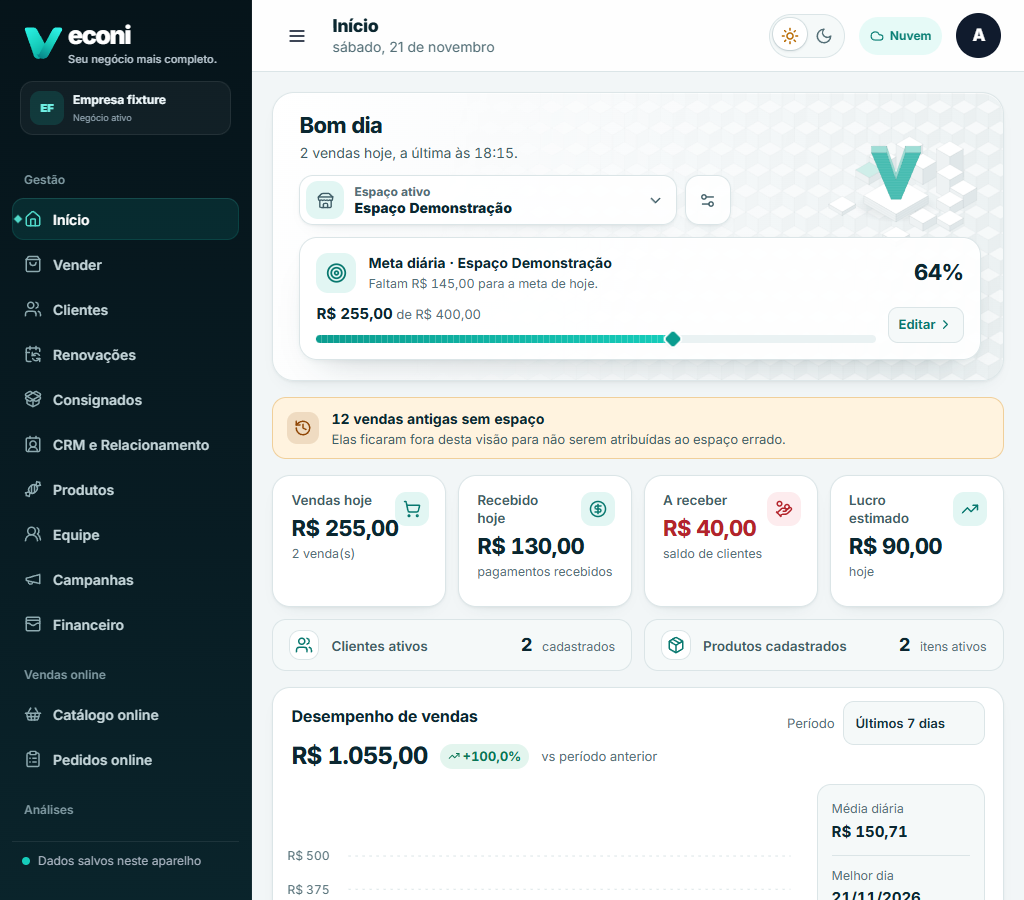 Veconi
Seu negócio mais completo.
EF
Empresa fixture
Negócio ativo
Gestão
Início
Vender
Clientes
Renovações
Consignados
CRM e Relacionamento
Produtos
Equipe
Campanhas
Financeiro
Vendas online
Catálogo online
Pedidos online
Análises
Dados salvos neste aparelho
Início
sábado, 21 de novembro
Nuvem
A
Bom dia
2 vendas hoje, a última às 18:15.
Espaço ativo
Espaço Demonstração
Meta diária · Espaço Demonstração
Faltam R$ 145,00 para a meta de hoje.
64%
R$ 255,00 de R$ 400,00
Editar
12 vendas antigas sem espaço
Elas ficaram fora desta visão para não serem atribuídas ao espaço errado.
Vendas hoje
R$ 255,00
2 venda(s)
Recebido
hoje
R$ 130,00
pagamentos recebidos
A receber
R$ 40,00
saldo de clientes
Lucro
estimado
R$ 90,00
hoje
Clientes ativos
2 cadastrados
Produtos cadastrados
2 itens ativos
Desempenho de vendas
Período
Últimos 7 dias
R$ 1.055,00
+100,0%
vs período anterior
Média diária
R$ 150,71
Melhor dia
21/11/2026
R$ 500
R$ 375